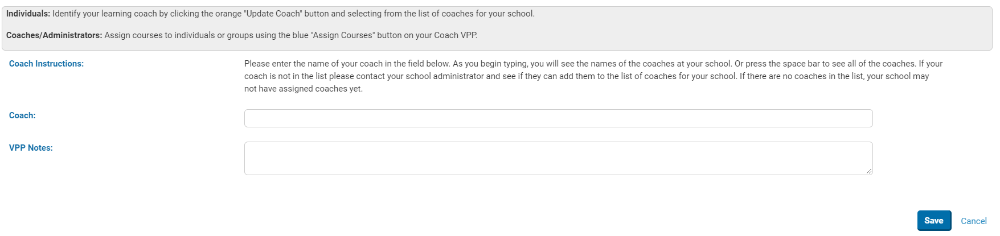 Individuals: Identify your learning coach by clicking the orange "Update Coach" button and selecting from the list of coaches for your school.
Coaches/Administrators: Assign courses to individuals or groups using the blue "Assign Courses" button on your Coach VPP.
Coach Instructions:
Please enter the name of your coach in the field below. As you begin typing, you will see the names of the coaches at your school. Or press the space bar to see all of the coaches. If your
coach is not in the list please contact your school administrator and see if they can add them to the list of coaches for your school. If there are no coaches in the list, your school may
not have assigned coaches yet.
Coach:
VPP Notes:
Save Cancel